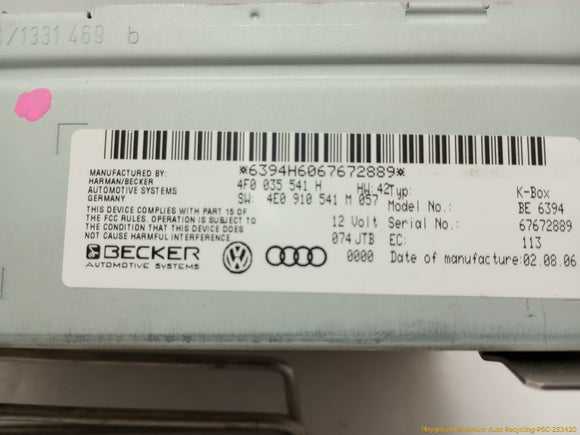 /1331.469 b
*6394H6067672889*
MANUFACTURED BY:
HARMAN/BECKER
AUTOMOTIVE SYSTEMS
GERMANY
THIS DEVICE COMPLIES WITH PART 15 OF
THE FCC RULES. OPERATION IS SUBJECT TO
THE CONDITION THAT THIS DEVICE DOES
NOT CAUSE HARMFUL INTERFERENCE
BECKER
AUTOMOTIVE SYSTEMS
4F0 035 541 H HW: 42
SW: 4E0 910 541 M 057
12 Volt
074 JTB
0000
Typ: K-Box
Model No.: BE 6394
Serial No.: 67672889
EC: 113
Date of manufacture: 02.08.06
Playground Premium Auto Recycling-PSC-253420